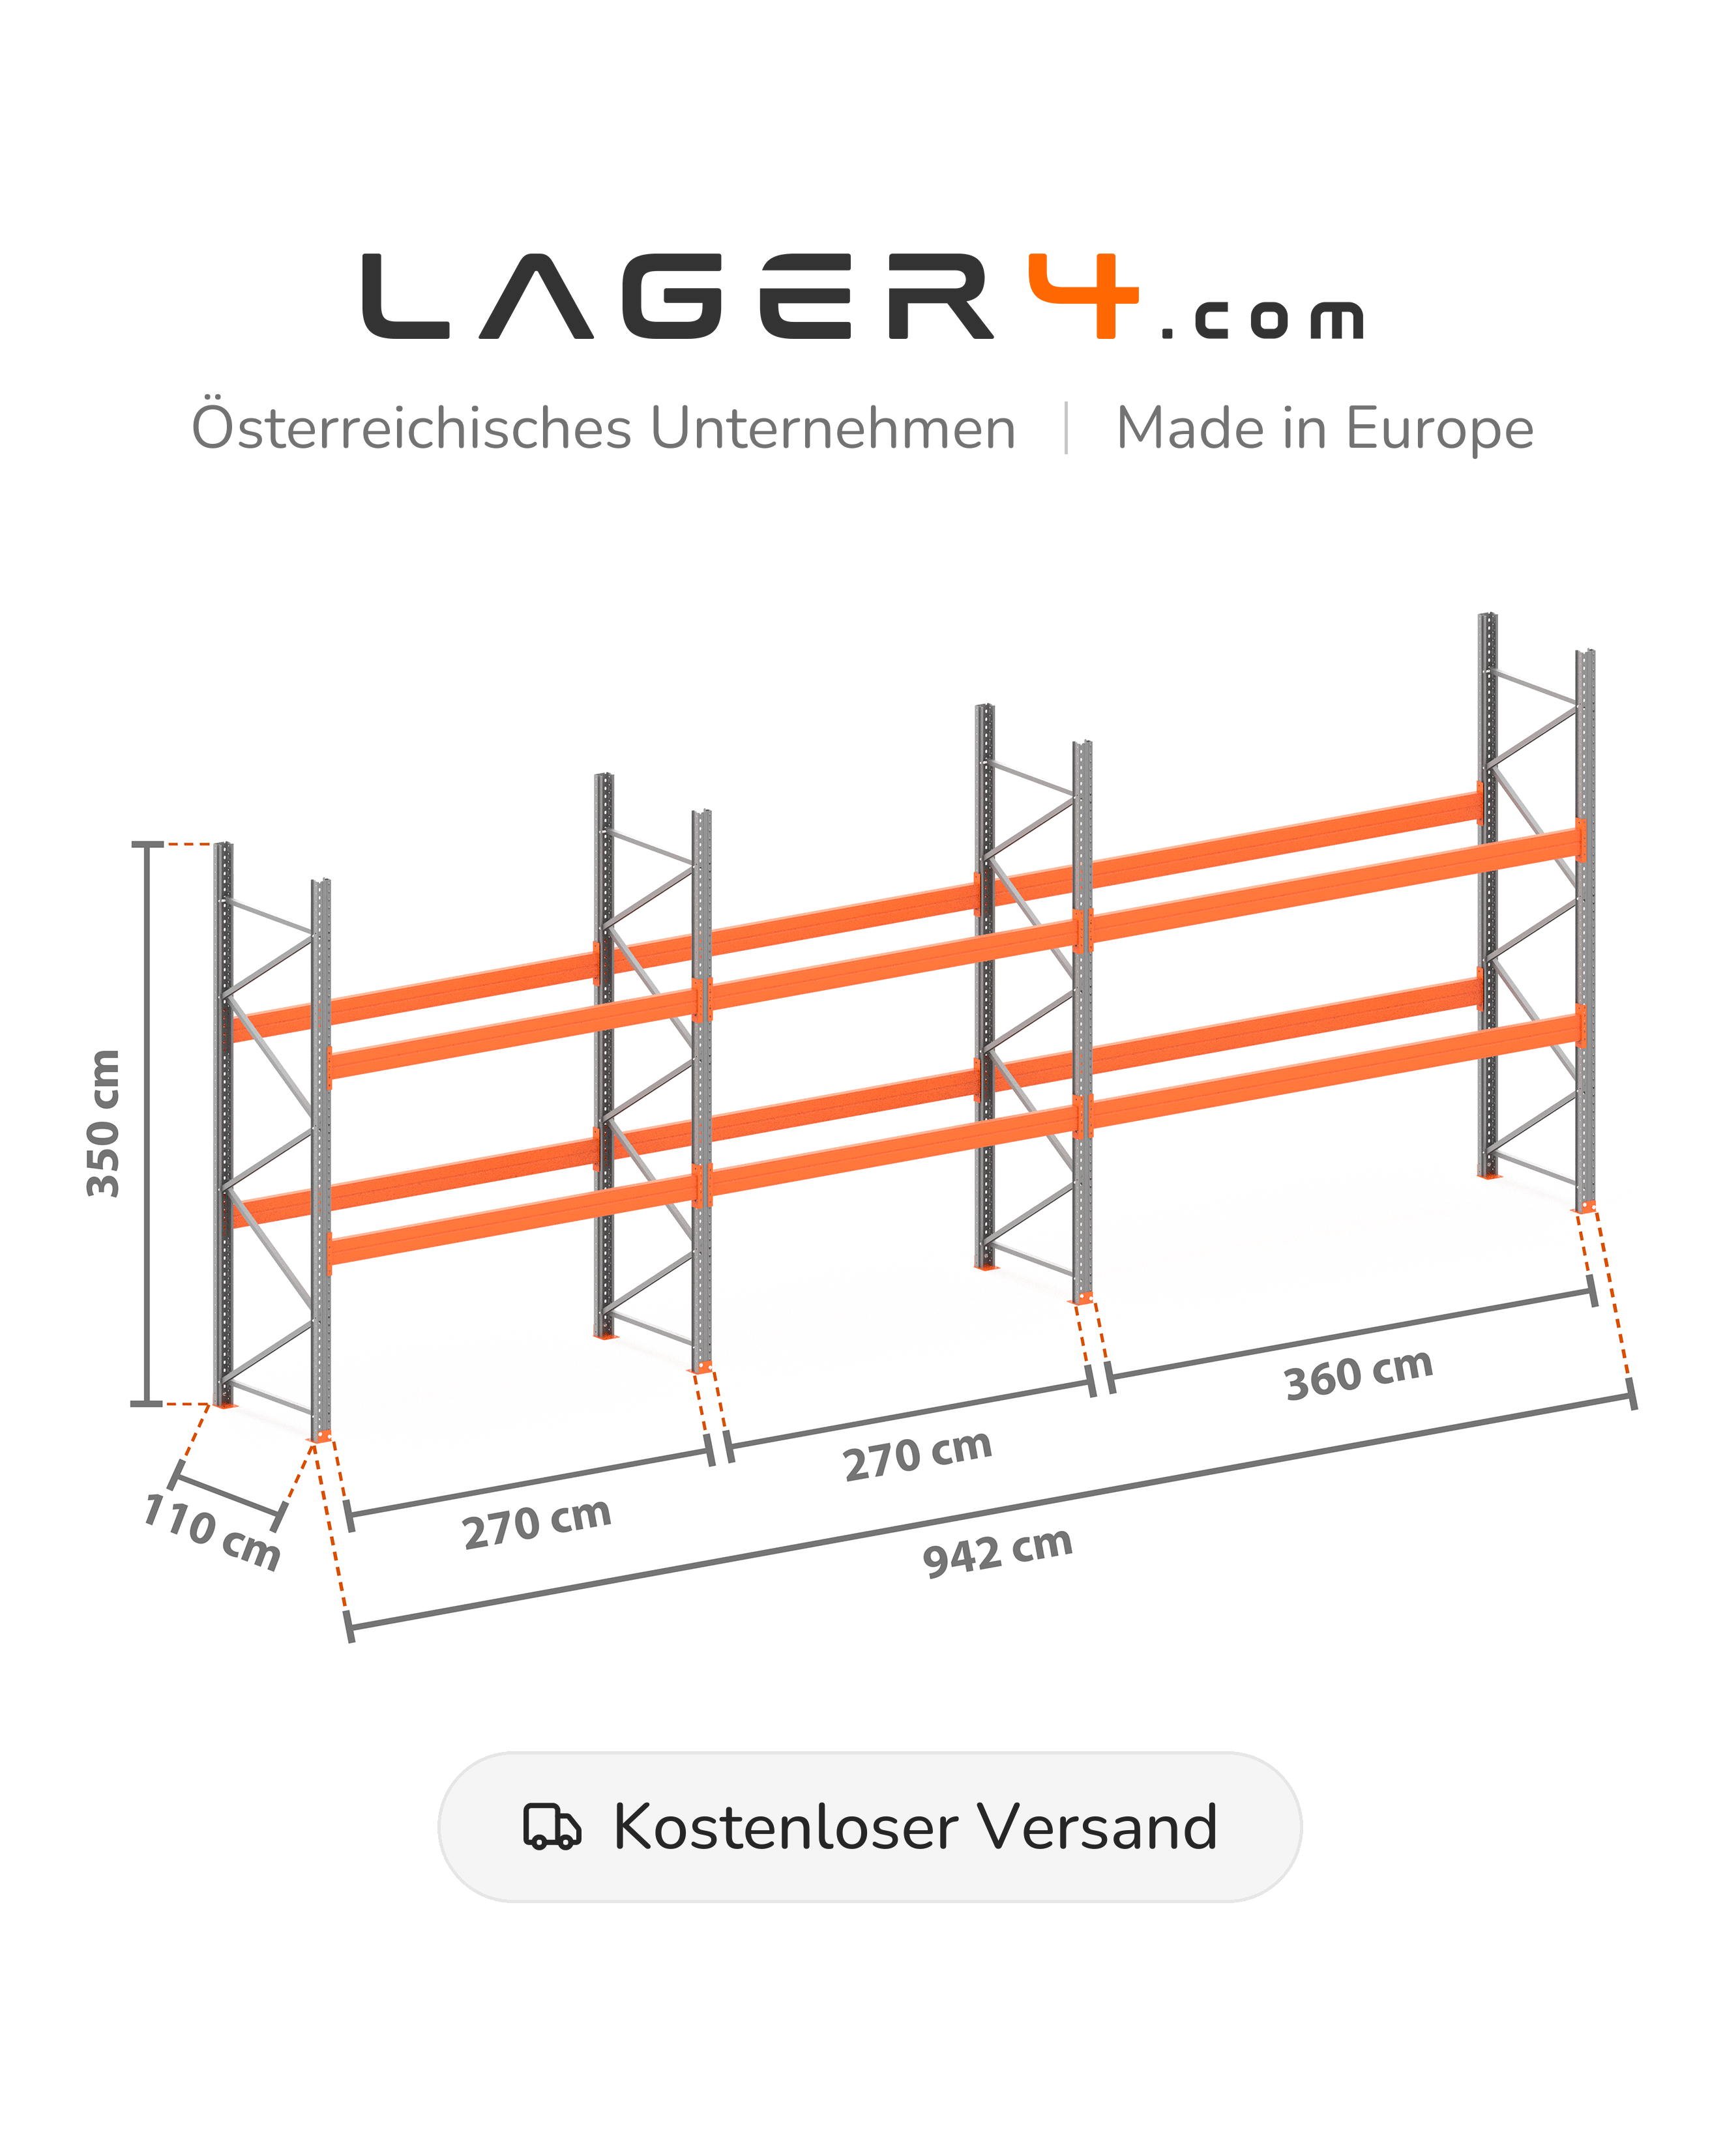 LAGER4.com
Österreichisches Unternehmen | Made in Europe
350 cm
110 cm
270 cm
270 cm
360 cm
942 cm
Kostenloser Versand